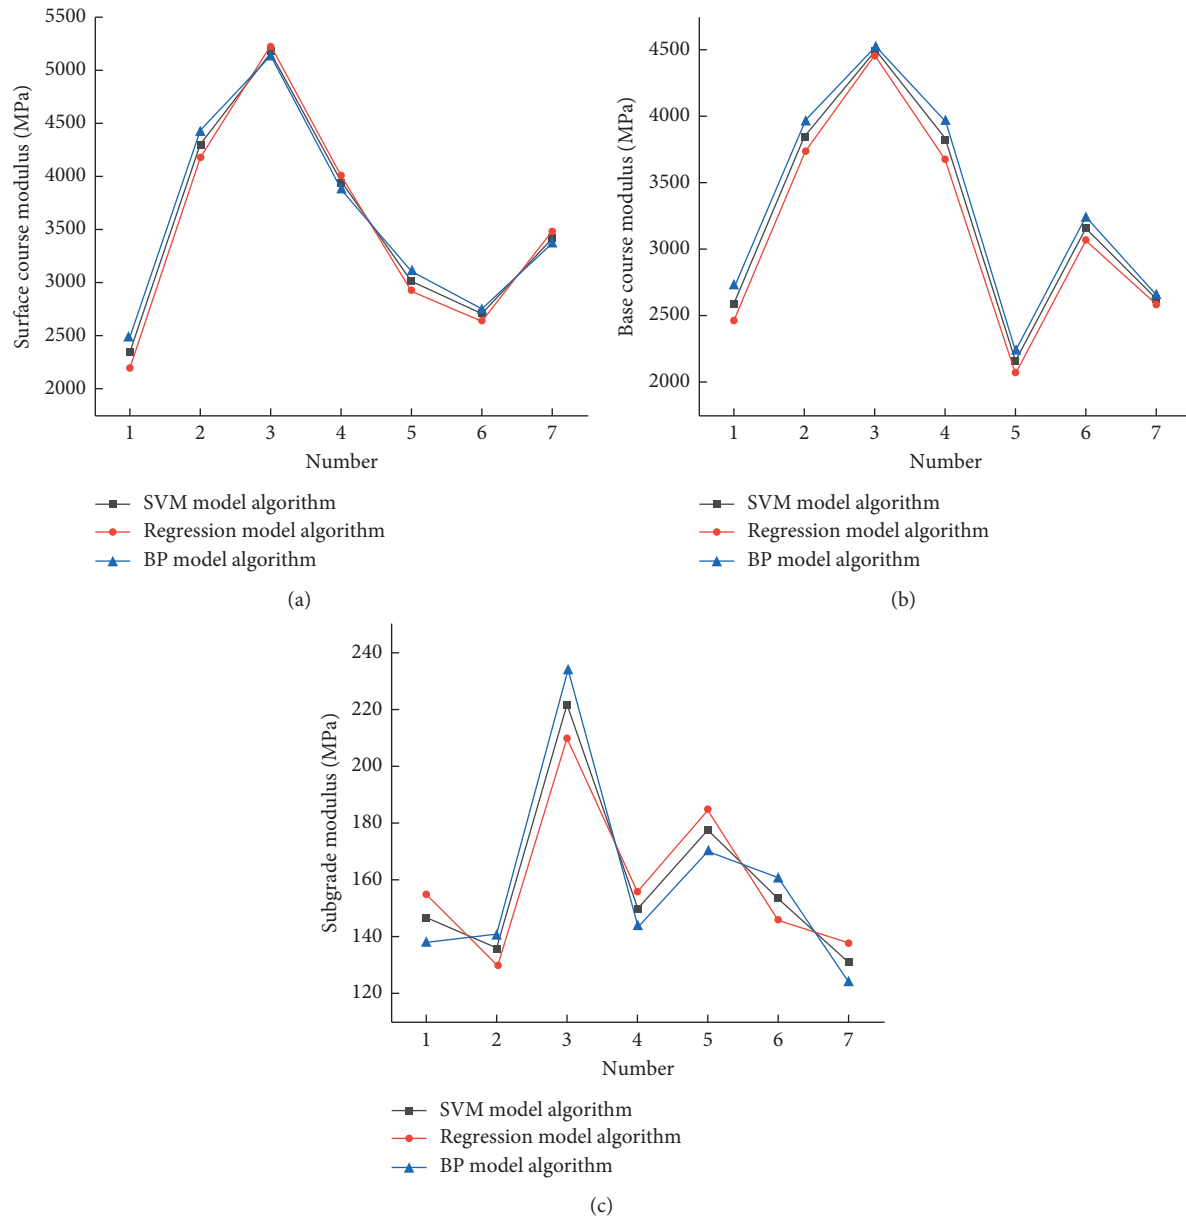 Surface course modulus (MPa)
5500
5000
4500
4000
3500
3000
2500
2000
1 2 3 4 5 6 7
Number
SVM model algorithm
Regression model algorithm
BP model algorithm
(a)
Base course modulus (MPa)
4500
4000
3500
3000
2500
2000
1 2 3 4 5 6 7
Number
SVM model algorithm
Regression model algorithm
BP model algorithm
(b)
Subgrade modulus (MPa)
240
220
200
180
160
140
120
1 2 3 4 5 6 7
Number
SVM model algorithm
Regression model algorithm
BP model algorithm
(c)